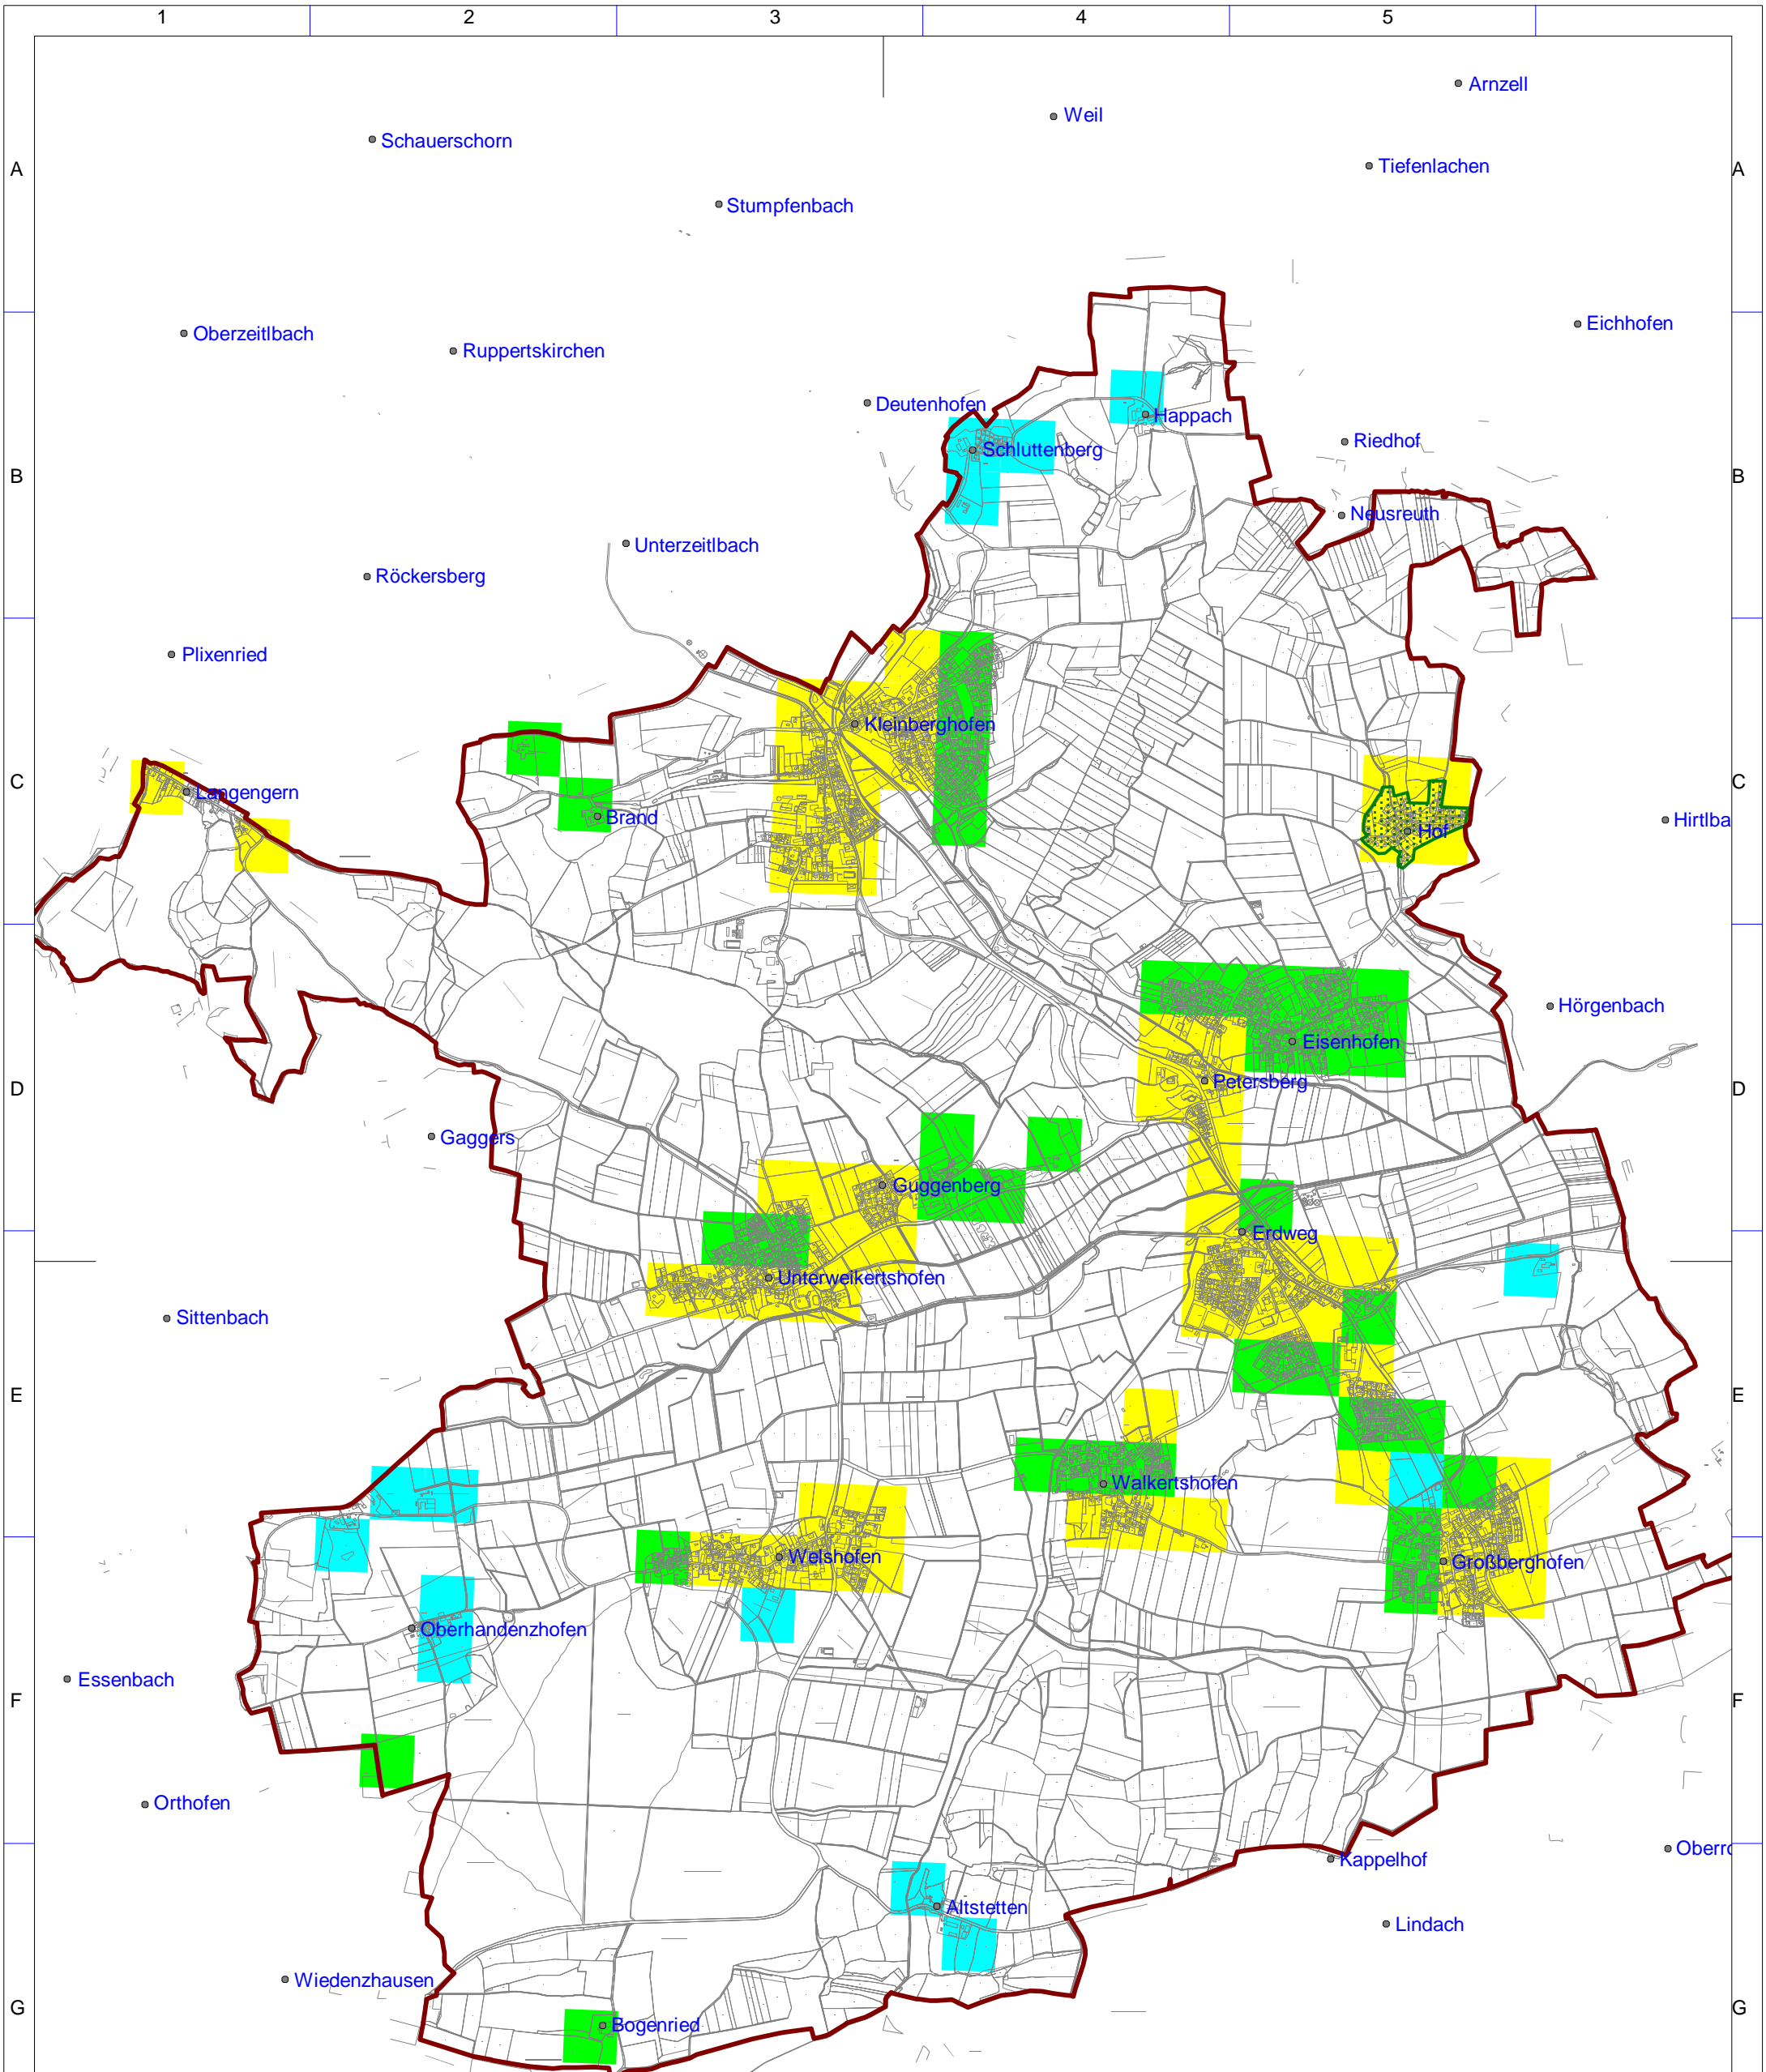 1 2 3 4 5
Arnzell
Weil
Schauerschorn
Tiefenlachen
A A
Stumpfenbach
Eichhofen
Oberzeitlbach
Ruppertskirchen
Deutenhofen
Happach
Riedhof
Schluttenberg
B B
Neusreuth
Unterzeitlbach
Röckersberg
Plixenried
Kleinberghofen
C C
Langengern
Brand
Hof
Hirtlba
Hörgenbach
Eisenhofen
Petersberg
D D
Gaggers
Guggenberg
Erdweg
Unterweikertshofen
Sittenbach
E E
Walkertshofen
Welshofen
Großberghofen
Oberhandenzhofen
Essenbach
F F
Orthofen
Oberro
Kappelhof
Altstetten
Lindach
Wiedenzhausen
G G
Bogenried